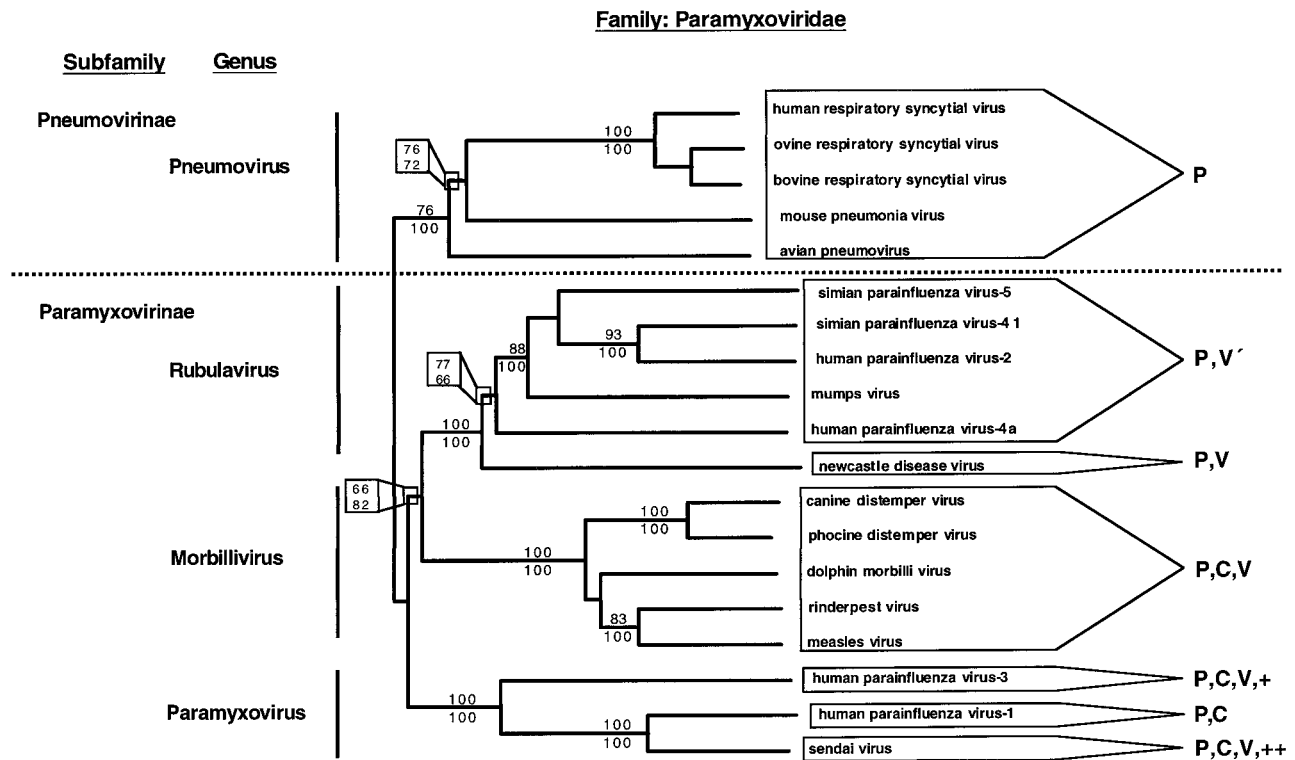 Family: Paramyxoviridae
Subfamily Genus
Pneumovirinae
Pneumovirus
human respiratory syncytial virus
100
100
ovine respiratory syncytial virus
76
72
bovine respiratory syncytial virus
P
mouse pneumonia virus
76
100
avian pneumovirus
Paramyxovirinae
Rubulavirus
simian parainfluenza virus-5
simian parainfluenza virus-4 1
93
100
human parainfluenza virus-2
88
100
P,V´
77
66
mumps virus
human parainfluenza virus-4a
100
100
newcastle disease virus
P,V
66
82
Morbillivirus
canine distemper virus
100
100
phocine distemper virus
100
100
dolphin morbilli virus
P,C,V
rinderpest virus
83
100
measles virus
Paramyxovirus
human parainfluenza virus-3
P,C,V,+
100
100
human parainfluenza virus-1
P,C
100
100
sendai virus
P,C,V,++